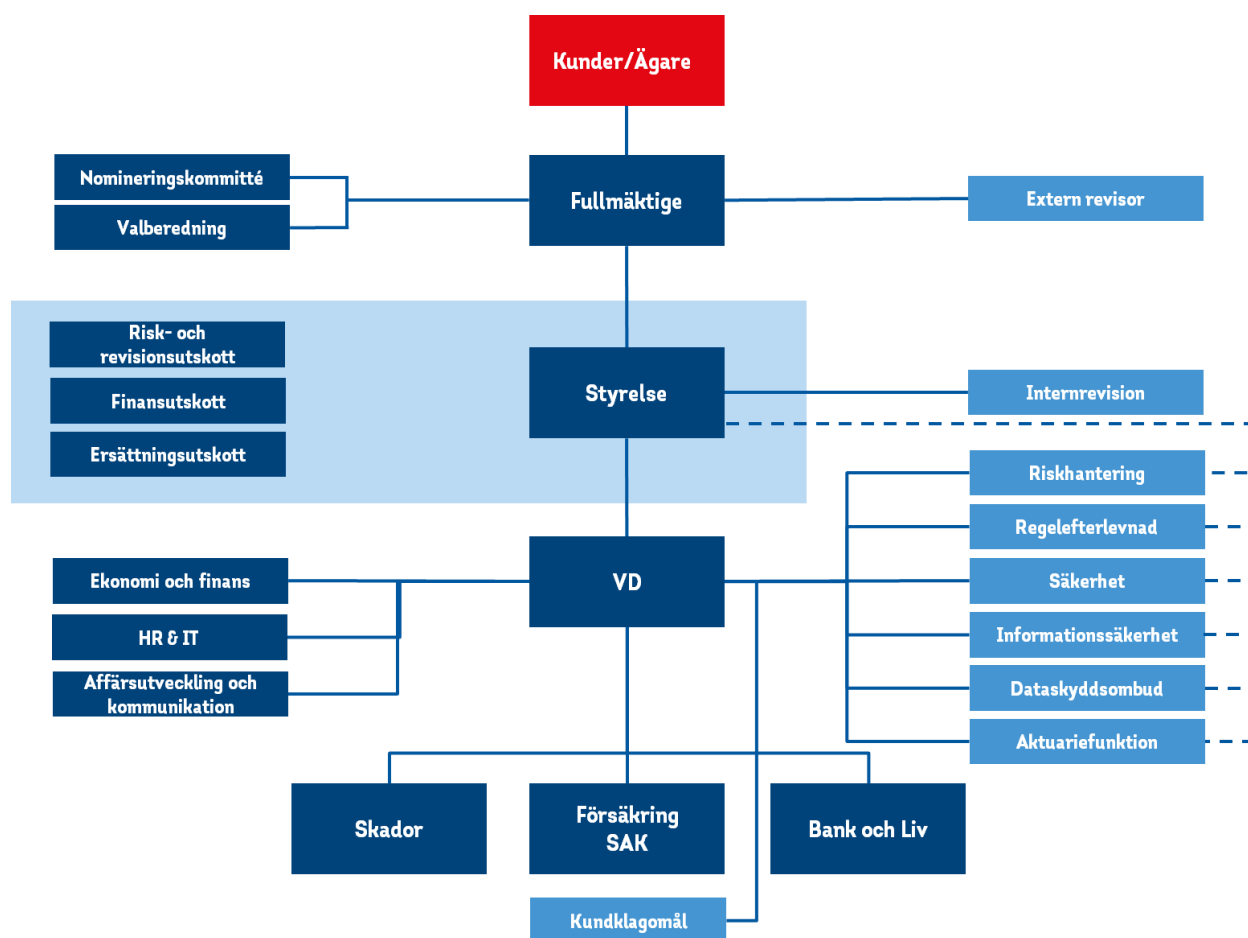 Kunder/Ägare
Nomineringskommitté
Valberedning
Fullmäktige
Extern revisor
Risk- och
revisionsutskott
Finansutskott
Ersättningsutskott
Styrelse
Internrevision
Riskhantering
Regelefterlevnad
Säkerhet
Informationssäkerhet
Dataskyddsombud
Aktuariefunktion
Ekonomi och finans
HR & IT
Affärsutveckling och
kommunikation
VD
Skador
Försäkring
SAK
Bank och Liv
Kundklagomål